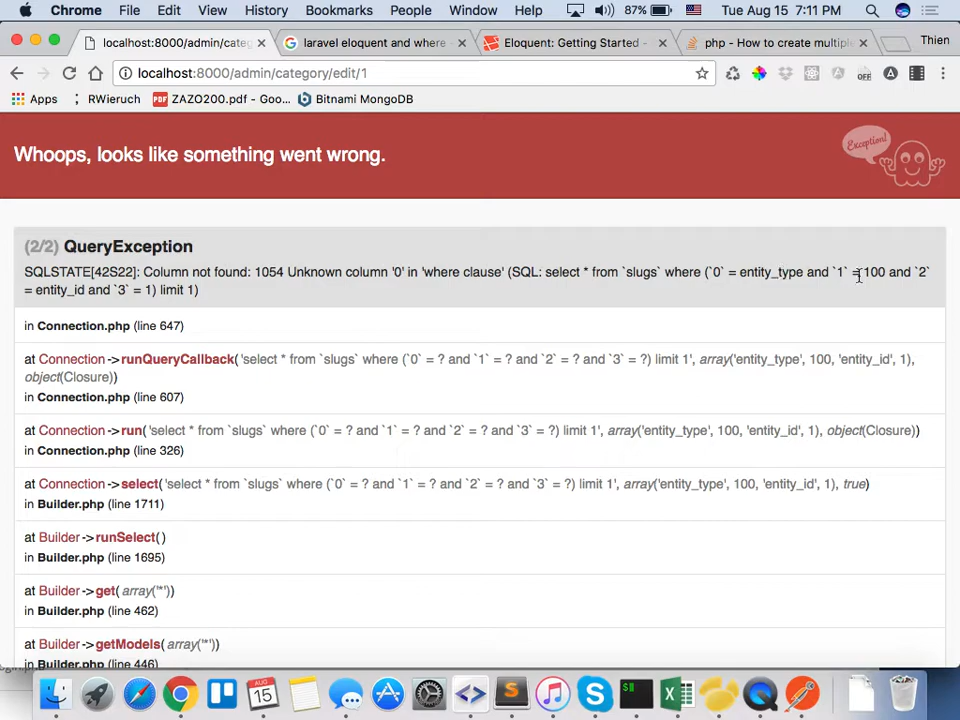 Chrome File Edit View History Bookmarks People Window Help 87% Tue Aug 15 7:11 PM
localhost:8000/admin/categ laravel eloquent and where Eloquent: Getting Started - php - How to create multiple Thien
localhost:8000/admin/category/edit/1 OFF
Apps RWieruch PDF ZAZO200.pdf - Goo... Bitnami MongoDB
Exception!
Whoops, looks like something went wrong.
(2/2) QueryException
SQLSTATE[42S22]: Column not found: 1054 Unknown column '0' in 'where clause' (SQL: select * from `slugs` where (`0` = entity_type and `1` = 100 and `2`
= entity_id and `3` = 1) limit 1)
in Connection.php (line 647)
at Connection->runQueryCallback('select * from `slugs` where (`0` = ? and `1` = ? and `2` = ? and `3` = ?) limit 1', array('entity_type', 100, 'entity_id', 1),
object(Closure))
in Connection.php (line 607)
at Connection->run('select * from `slugs` where (`0` = ? and `1` = ? and `2` = ? and `3` = ?) limit 1', array('entity_type', 100, 'entity_id', 1), object(Closure))
in Connection.php (line 326)
at Connection->select('select * from `slugs` where (`0` = ? and `1` = ? and `2` = ? and `3` = ?) limit 1', array('entity_type', 100, 'entity_id', 1), true)
in Builder.php (line 1711)
at Builder->runSelect()
in Builder.php (line 1695)
at Builder->get(array('*'))
in Builder.php (line 462)
at Builder->getModels(array('*'))
in Builder.php (line 446)
AUG
15